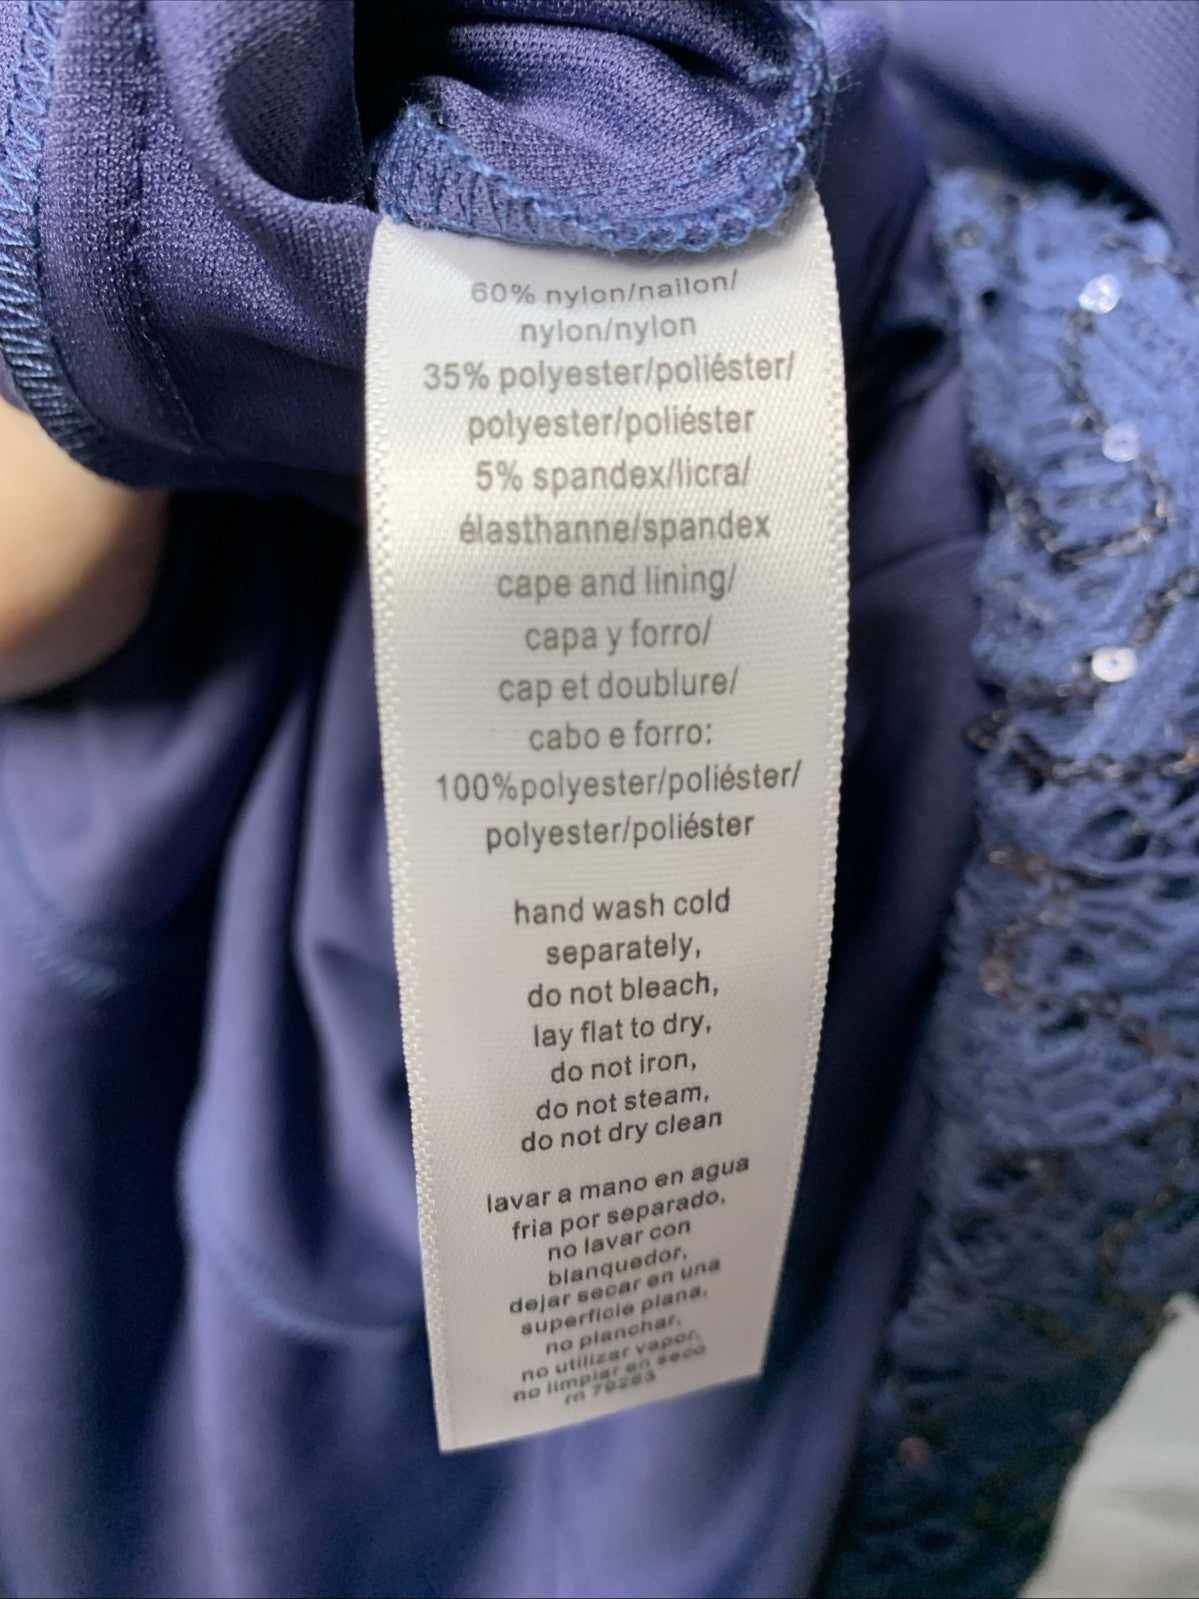 60% nylon/nailon/
nylon/nylon
35% polyester/poliéster/
polyester/poliéster
5% spandex/licra/
élasthanne/spandex
cape and lining/
capa y forro/
cap et doublure/
cabo e forro:
100%polyester/poliéster/
polyester/poliéster
hand wash cold
separately,
do not bleach,
lay flat to dry,
do not iron,
do not steam,
do not dry clean
lavar a mano en agua
fria por separado,
no lavar con
blanquedor,
dejar secar en una
superficie plana,
no planchar,
no utilizar vapor,
no limpiar en seco
rn 79283